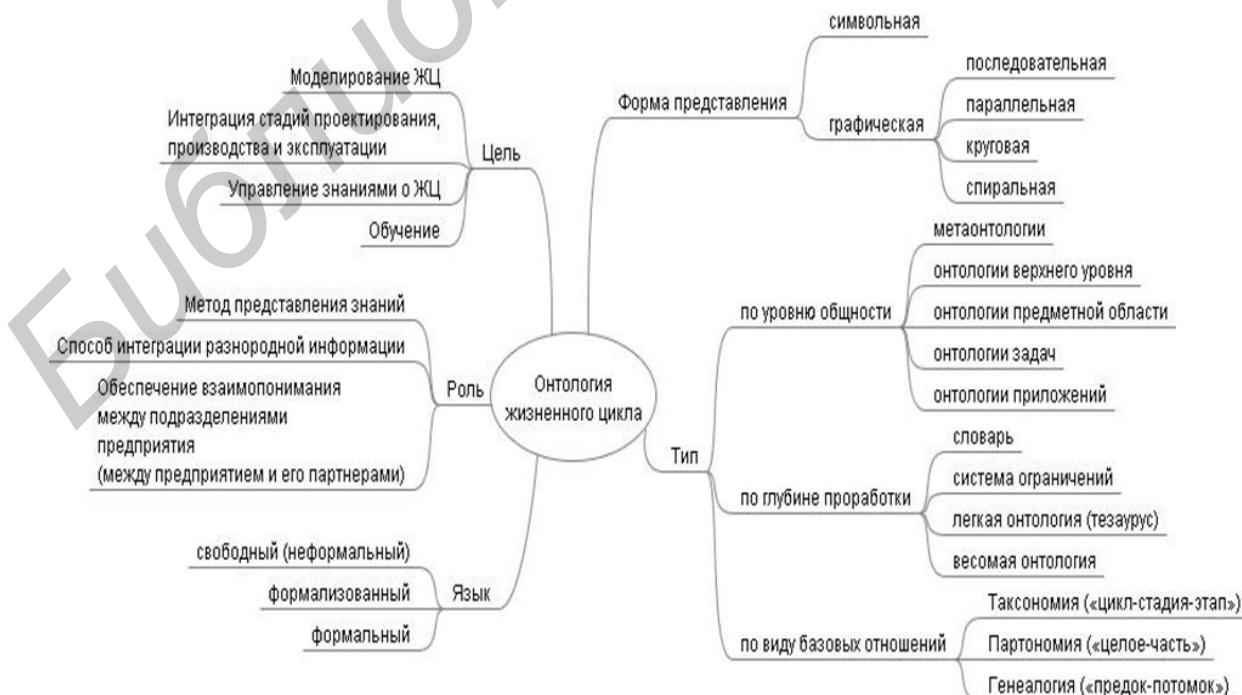 Библио
символьная
последовательная
Моделирование ЖЦ
Форма представления
параллельная
Интеграция стадий проектирования,
производства и эксплуатации
графическая
круговая
Цель
Управление знаниями о ЖЦ
спиральная
Обучение
метаонтологии
онтологии верхнего уровня
Метод представления знаний
по уровню общности
онтологии предметной области
Способ интеграции разнородной информации
онтологии задач
Обеспечение взаимопонимания
между подразделениями
предприятия
(между предприятием и его партнерами)
Роль
Онтология
жизненного цикла
онтологии приложений
словарь
Тип
система ограничений
по глубине проработки
легкая онтология (тезаурус)
свободный (неформальный)
весомая онтология
формализованный
Язык
Таксономия («цикл-стадия-этап»)
формальный
по виду базовых отношений
Партономия («целое-часть»)
Генеалогия («предок-потомок»)